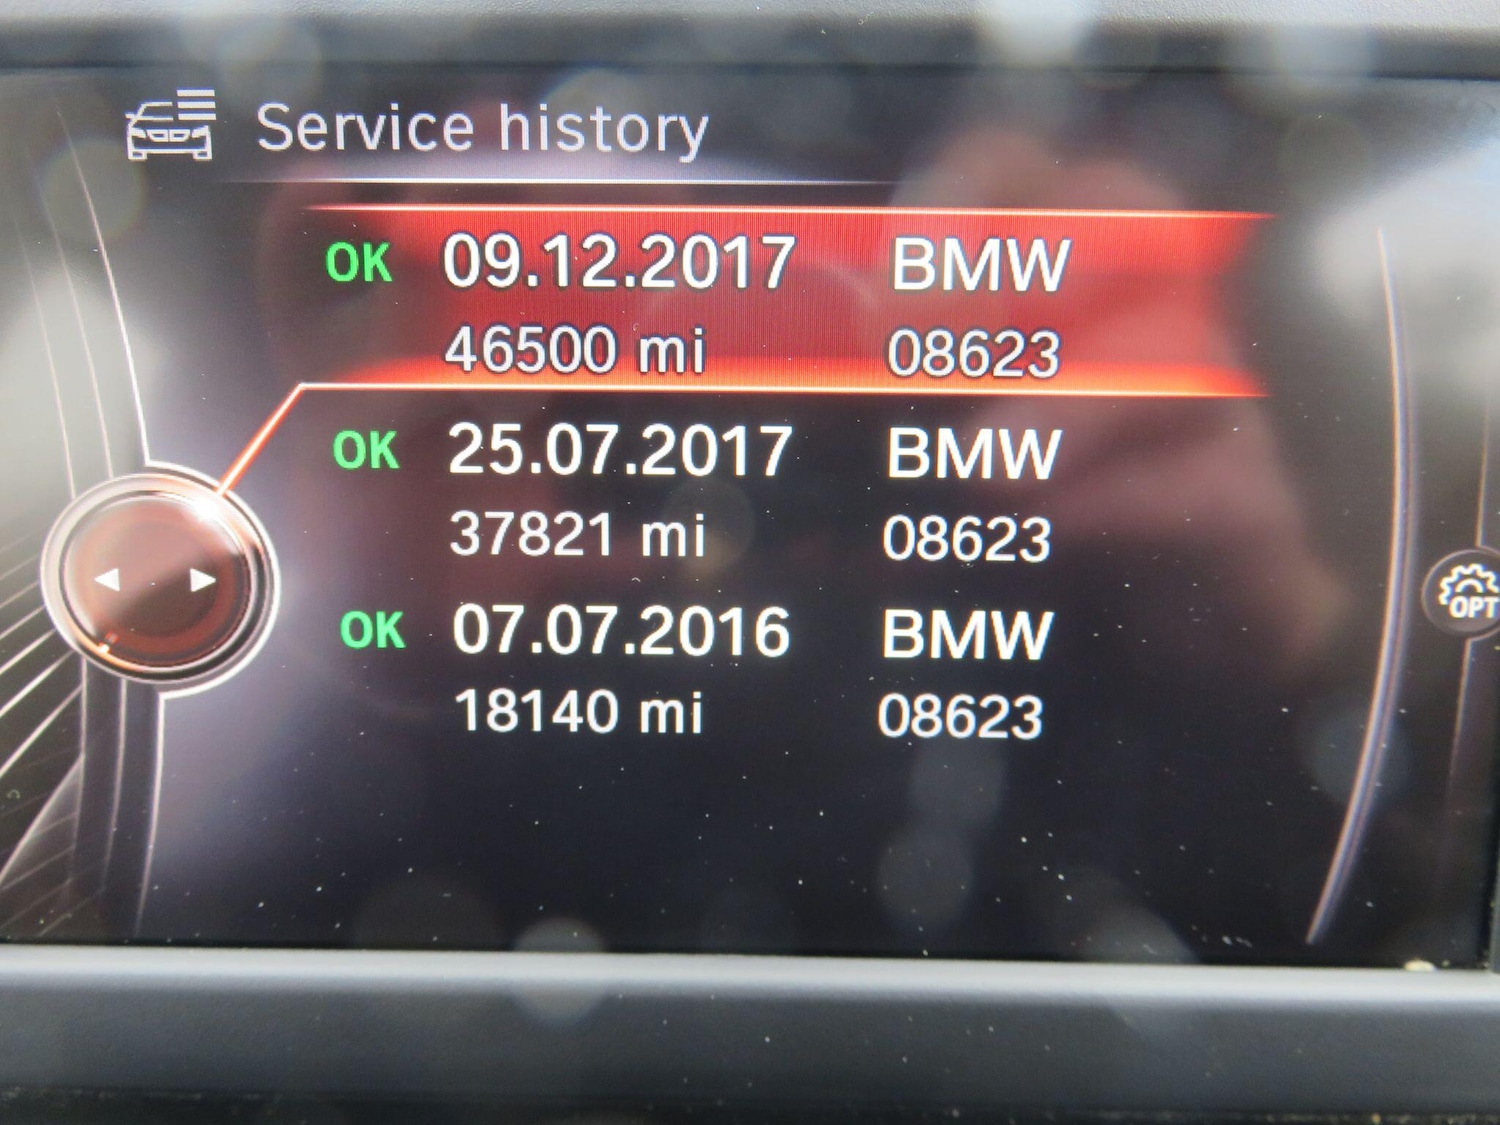 Service history
OK 09.12.2017 BMW
46500 mi 08623
OK 25.07.2017 BMW
37821 mi 08623
OK 07.07.2016 BMW
18140 mi 08623
OPT